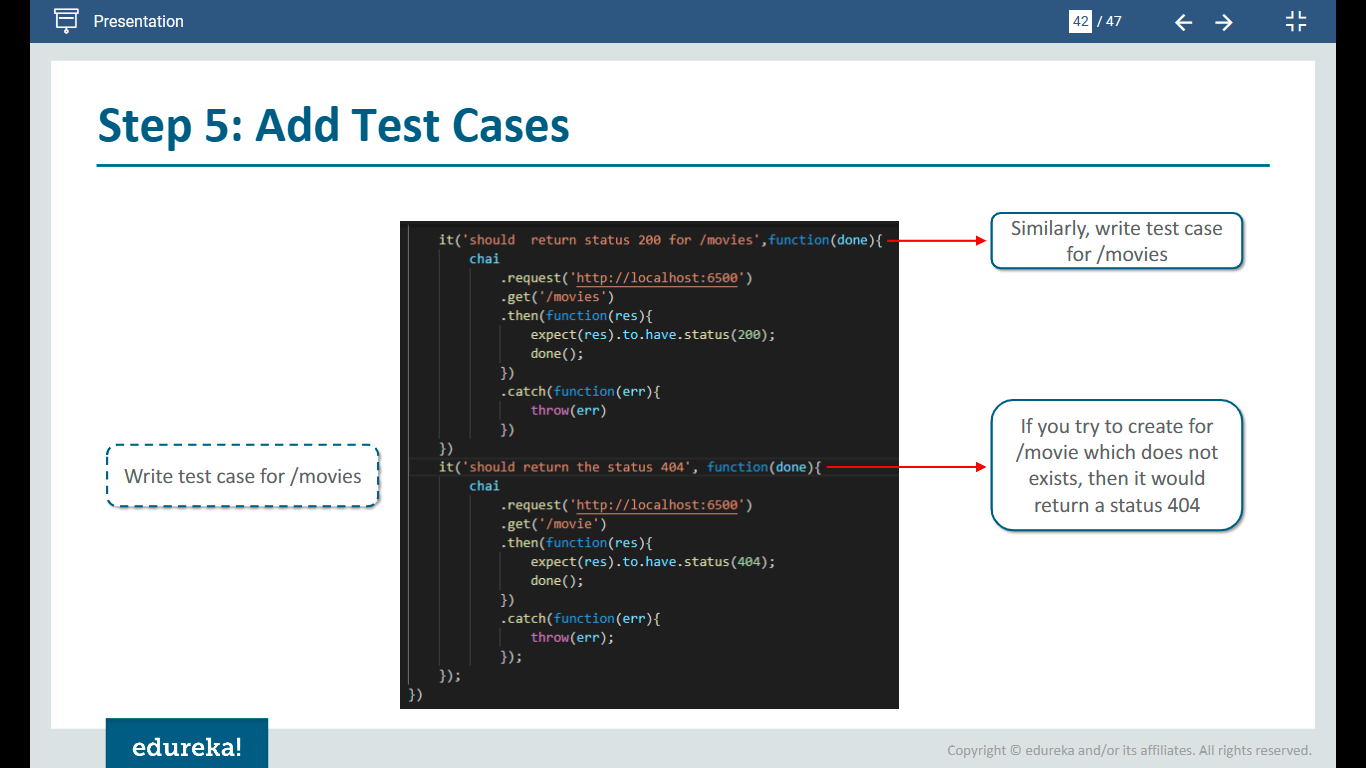 Presentation
42 / 47
Step 5: Add Test Cases
it('should  return status 200 for /movies',function(done){
chai
.request('http://localhost:6500')
.get('/movies')
.then(function(res){
expect(res).to.have.status(200);
done();
})
.catch(function(err){
throw(err)
})
})
it('should return the status 404', function(done){
chai
.request('http://localhost:6500')
.get('/movie')
.then(function(res){
expect(res).to.have.status(404);
done();
})
.catch(function(err){
throw(err);
});
});
})
Similarly, write test case
for /movies
Write test case for /movies
If you try to create for
/movie which does not
exists, then it would
return a status 404
edureka!
Copyright © edureka and/or its affiliates. All rights reserved.